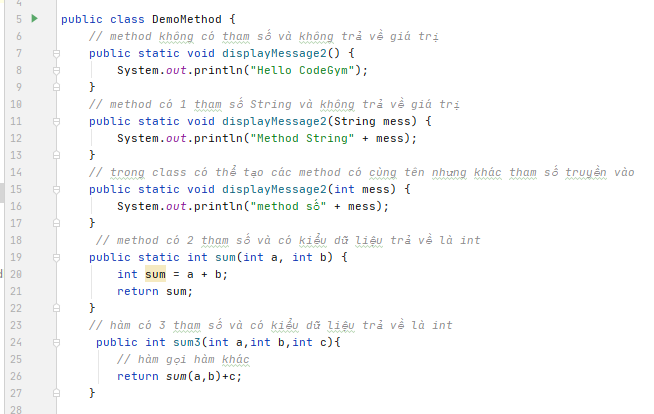 4
5 public class DemoMethod {
6 // method không có tham số và không trả về giá trị
7 public static void displayMessage2() {
8 System.out.println("Hello CodeGym");
9 }
10 // method có 1 tham số String và không trả về giá trị
11 public static void displayMessage2(String mess) {
12 System.out.println("Method String" + mess);
13 }
14 // trong class có thể tạo các method có cùng tên nhưng khác tham số truyền vào
15 public static void displayMessage2(int mess) {
16 System.out.println("method số" + mess);
17 }
18 // method có 2 tham số và có kiểu dữ liệu trả về là int
19 public static int sum(int a, int b) {
20 int sum = a + b;
21 return sum;
22 }
23 // hàm có 3 tham số và có kiểu dữ liệu trả về là int
24 public int sum3(int a,int b,int c){
25 // hàm gọi hàm khác
26 return sum(a,b)+c;
27 }
28